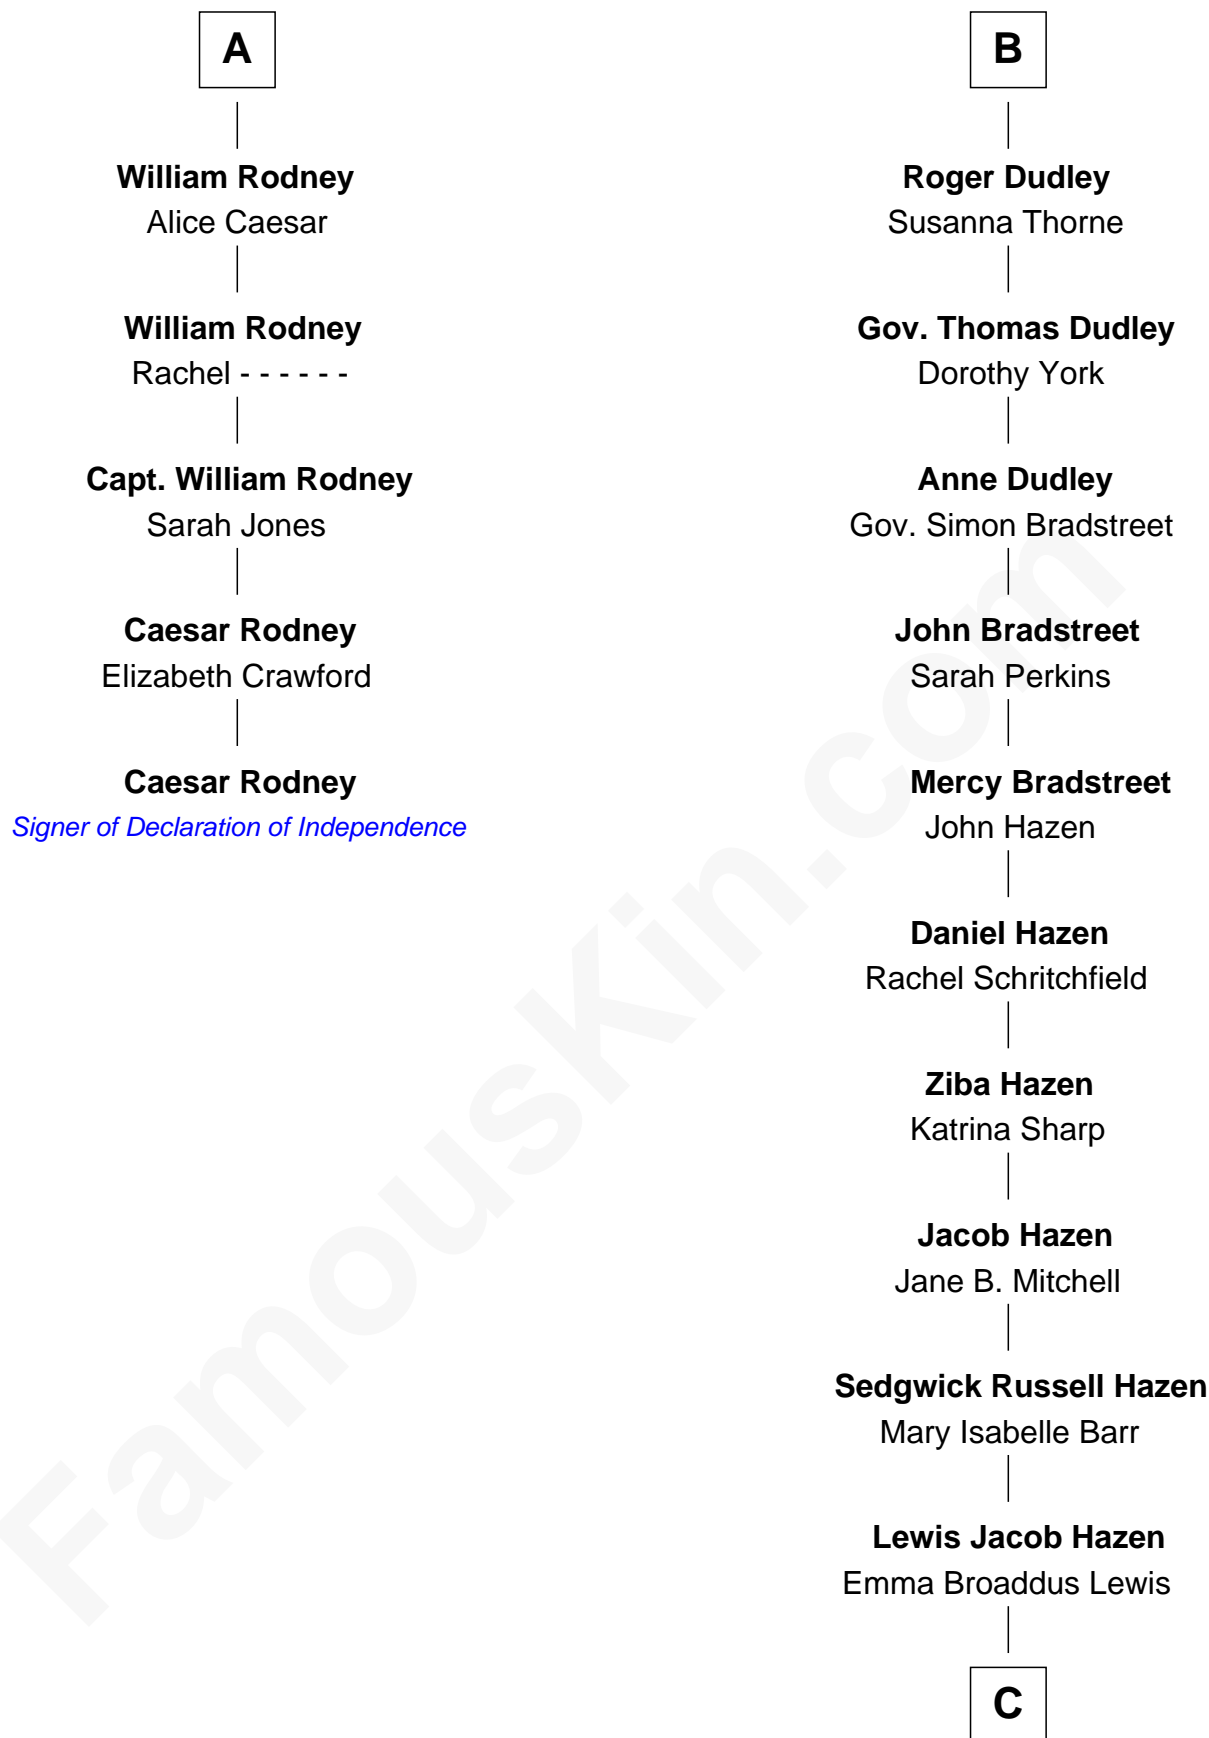 A
William Rodney
Alice Caesar
William Rodney
Rachel - - - - - -
Capt. William Rodney
Sarah Jones
Caesar Rodney
Elizabeth Crawford
Caesar Rodney
Signer of Declaration of Independence
B
Roger Dudley
Susanna Thorne
Gov. Thomas Dudley
Dorothy York
Anne Dudley
Gov. Simon Bradstreet
John Bradstreet
Sarah Perkins
Mercy Bradstreet
John Hazen
Daniel Hazen
Rachel Schritchfield
Ziba Hazen
Katrina Sharp
Jacob Hazen
Jane B. Mitchell
Sedgwick Russell Hazen
Mary Isabelle Barr
Lewis Jacob Hazen
Emma Broaddus Lewis
C
FamousKin.com